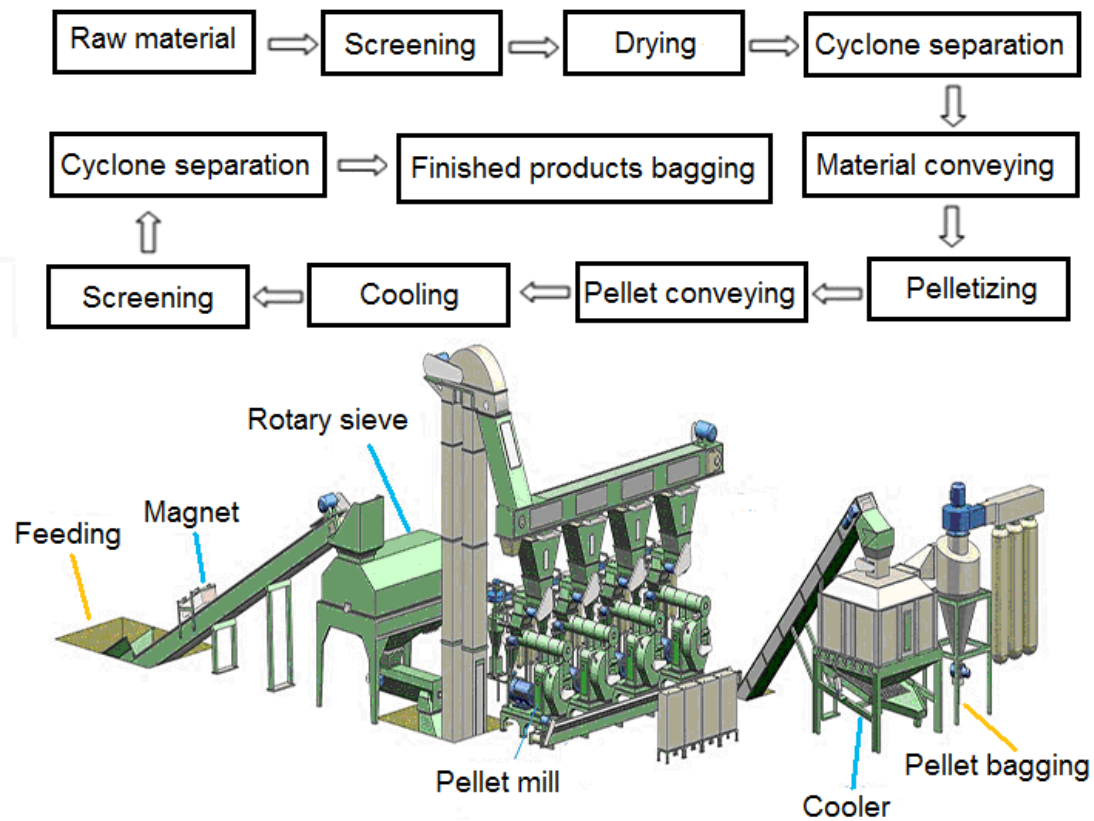 Raw material
Screening
Drying
Cyclone separation
Cyclone separation
Finished products bagging
Material conveying
Screening
Cooling
Pellet conveying
Pelletizing
Rotary sieve
Magnet
Feeding
Pellet mill
Pellet bagging
Cooler